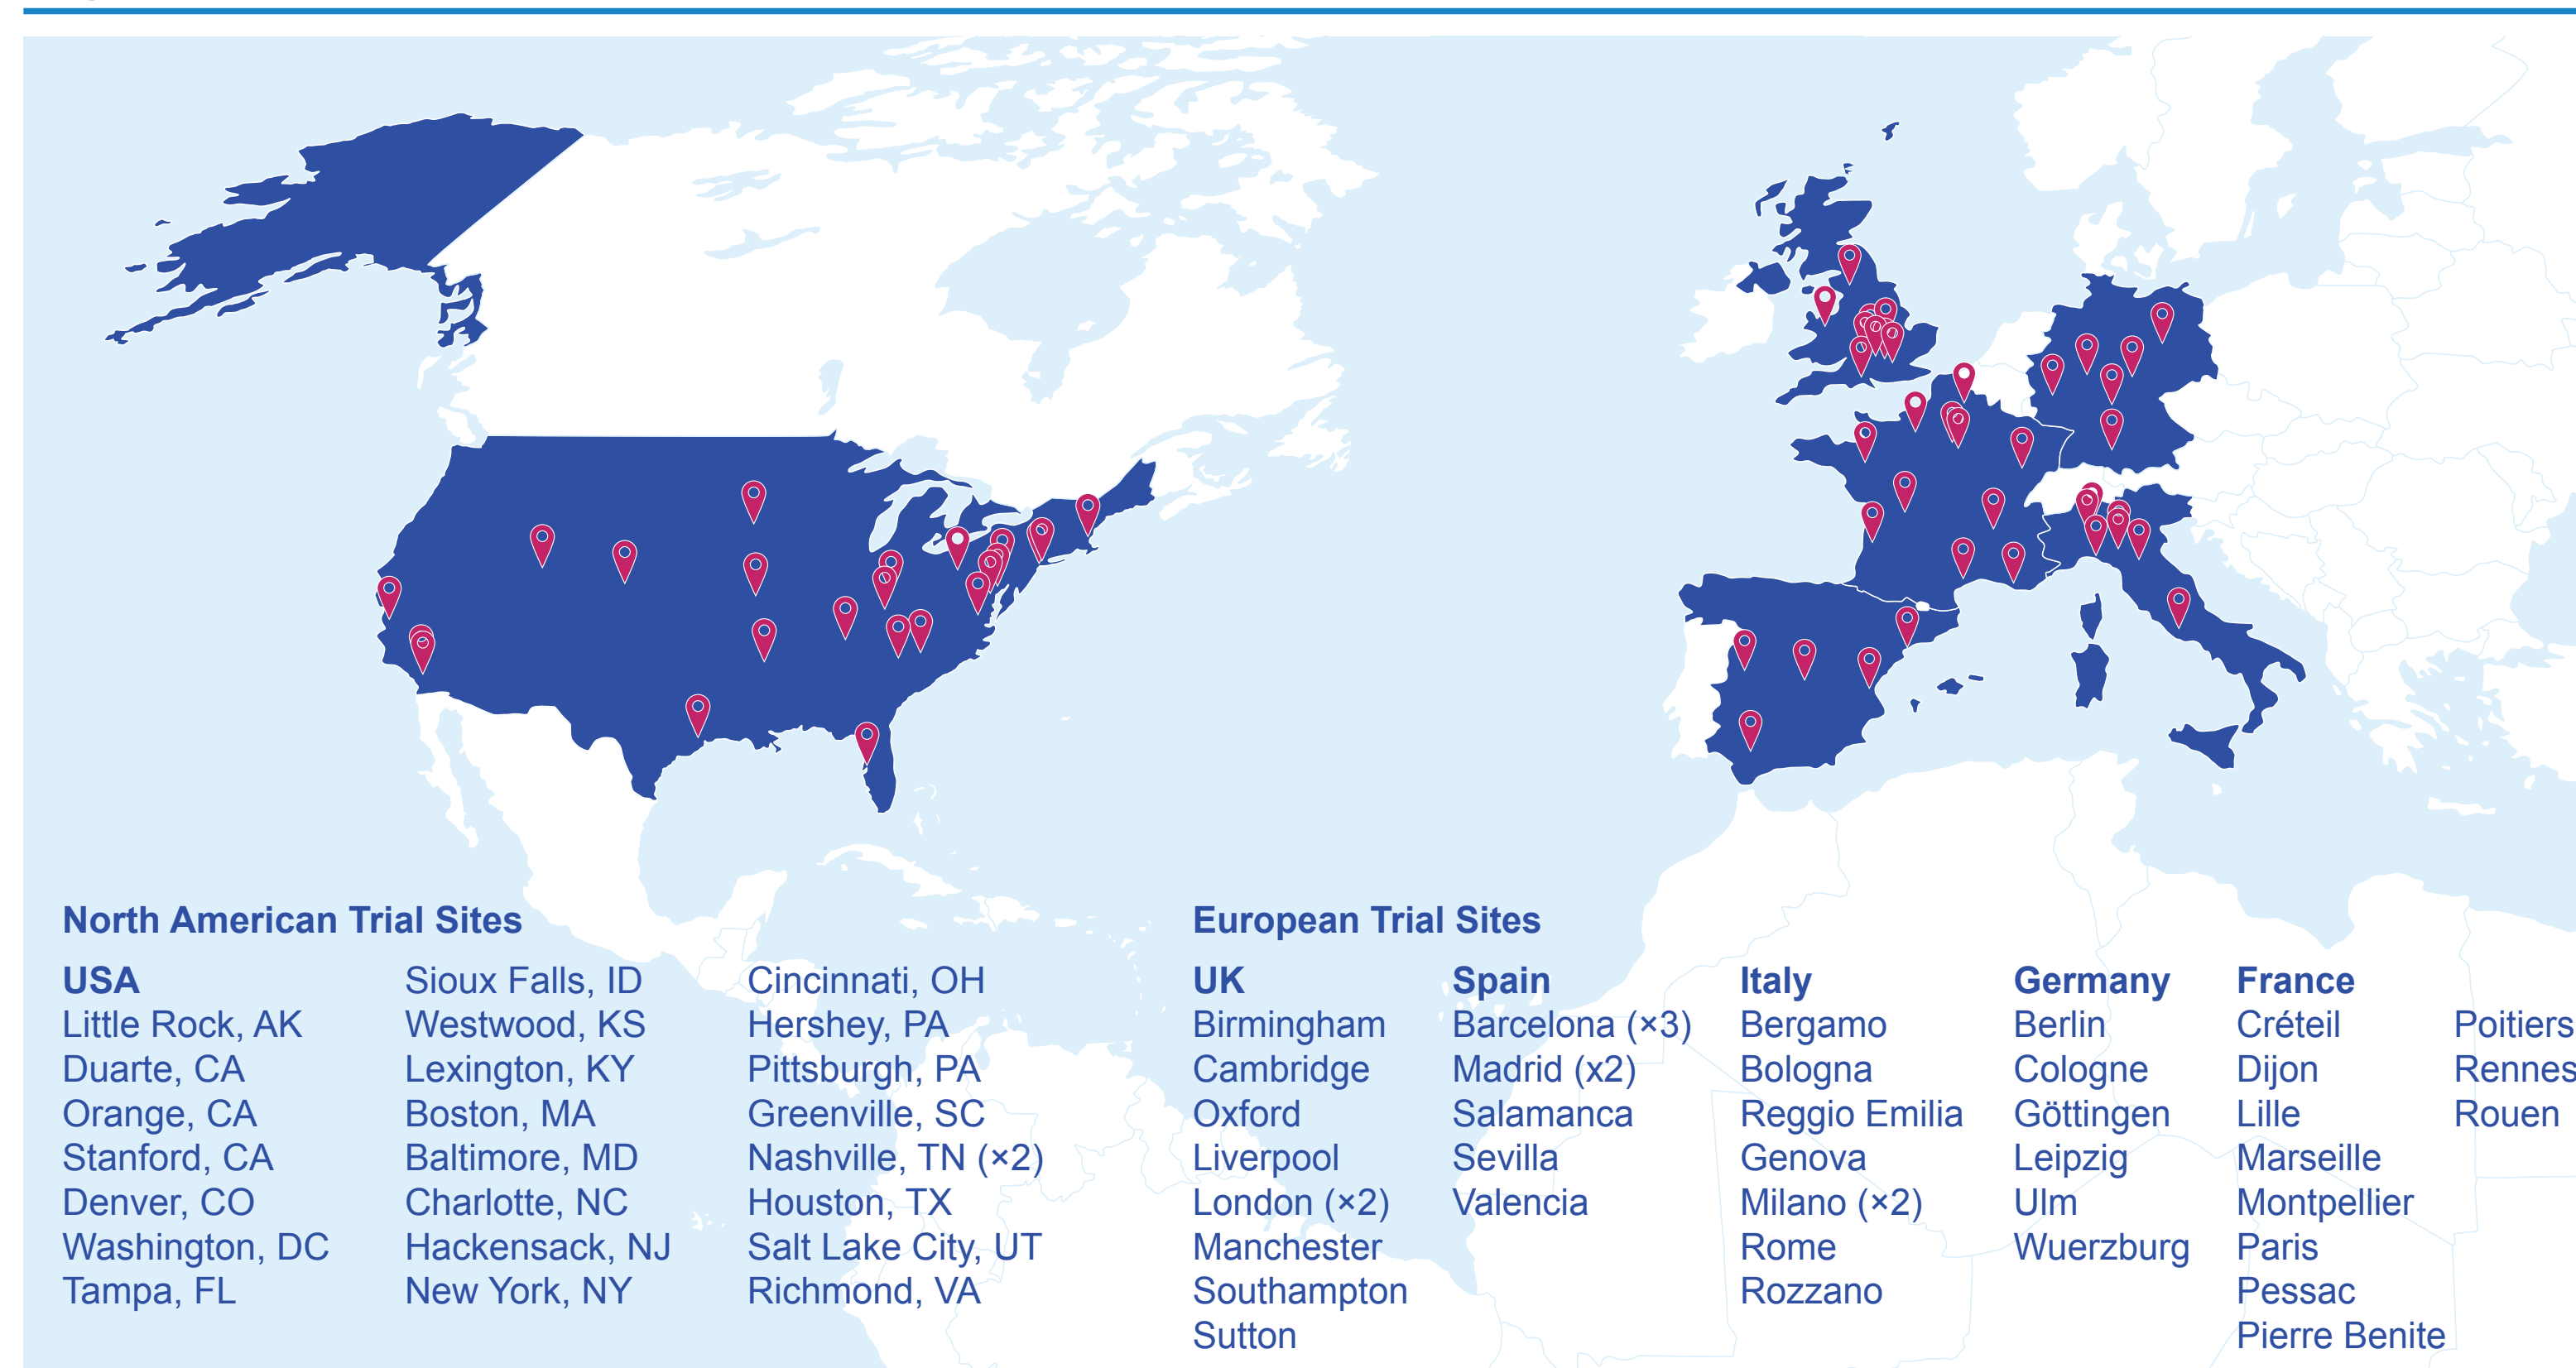 North American Trial Sites
USA
Little Rock, AK
Duarte, CA
Orange, CA
Stanford, CA
Denver, CO
Washington, DC
Tampa, FL
Sioux Falls, ID
Westwood, KS
Lexington, KY
Boston, MA
Baltimore, MD
Charlotte, NC
Hackensack, NJ
New York, NY
Cincinnati, OH
Hershey, PA
Pittsburgh, PA
Greenville, SC
Nashville, TN (×2)
Houston, TX
Salt Lake City, UT
Richmond, VA
European Trial Sites
UK
Birmingham
Cambridge
Oxford
Liverpool
London (×2)
Manchester
Southampton
Sutton
Spain
Barcelona (×3)
Madrid (x2)
Salamanca
Sevilla
Valencia
Italy
Bergamo
Bologna
Reggio Emilia
Genova
Milano (×2)
Rome
Rozzano
Germany
Berlin
Cologne
Göttingen
Leipzig
Ulm
Wuerzburg
France
Créteil
Dijon
Lille
Marseille
Montpellier
Paris
Pessac
Pierre Benite
Poitiers
Rennes
Rouen